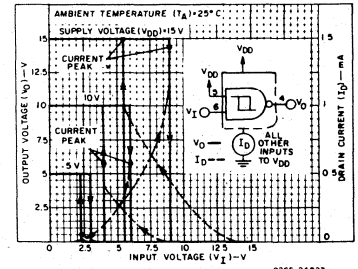 AMBIENT TEMPERATURE (TA)=25°C
SUPPLY VOLTAGE (VDD)=15 V
CURRENT PEAK
VDD
VDD
5
6
4
VI
VO
ID
ALL OTHER INPUTS TO VDD
VO —
ID ---
10V
CURRENT PEAK
5V
OUTPUT VOLTAGE (VO)—V
15
12.5
10
7.5
5
2.5
0
2.5
5
7.5
10
12.5
15
INPUT VOLTAGE (VI)—V
DRAIN CURRENT (ID)—mA
1.5
1
0.5
0